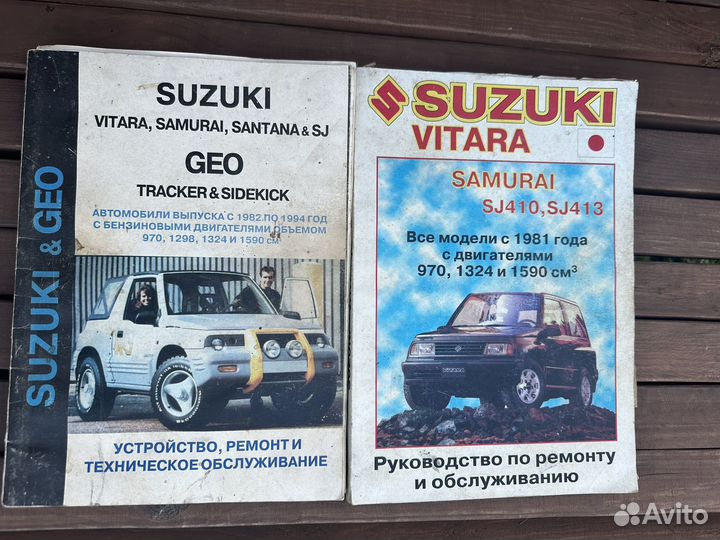 SUZUKI & GEO
SUZUKI
VITARA, SAMURAI, SANTANA & SJ
GEO
TRACKER & SIDEKICK
АВТОМОБИЛИ ВЫПУСКА С 1982 ПО 1994 ГОД
С БЕНЗИНОВЫМИ ДВИГАТЕЛЯМИ ОБЪЕМОМ
970, 1298, 1324 и 1590 см³
УСТРОЙСТВО, РЕМОНТ И
ТЕХНИЧЕСКОЕ ОБСЛУЖИВАНИЕ
SUZUKI
VITARA
SAMURAI
SJ410, SJ413
Все модели с 1981 года
с двигателями
970, 1324 и 1590 см³
VITARA
Руководство по ремонту
и обслуживанию
Avito